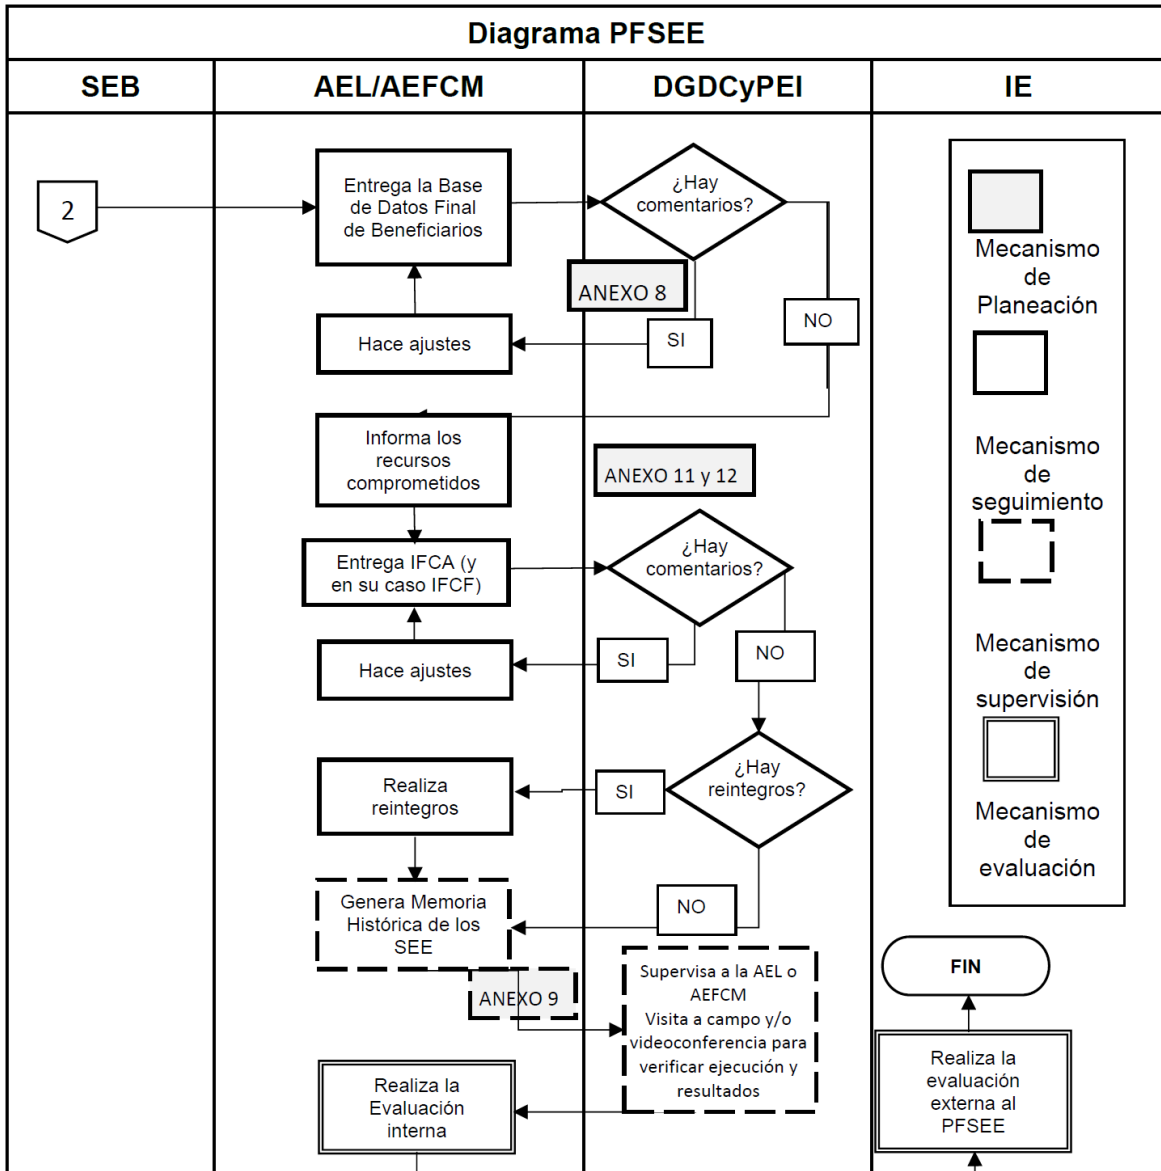 Diagrama PFSEE
SEB
AEL/AEFCM
DGDCyPEI
IE
2
Entrega la Base
de Datos Final
de Beneficiarios
¿Hay
comentarios?
ANEXO 8
NO
SI
Hace ajustes
Informa los
recursos
comprometidos
ANEXO 11 y 12
Entrega IFCA (y
en su caso IFCF)
¿Hay
comentarios?
SI
NO
Hace ajustes
¿Hay
reintegros?
SI
Realiza
reintegros
NO
Genera Memoria
Histórica de los
SEE
ANEXO 9
Supervisa a la AEL o
AEFCM
Visita a campo y/o
videoconferencia para
verificar ejecución y
resultados
Realiza la
Evaluación
interna
Mecanismo
de
Planeación
Mecanismo
de
seguimiento
Mecanismo
de
supervisión
Mecanismo
de
evaluación
FIN
Realiza la
evaluación
externa al
PFSEE